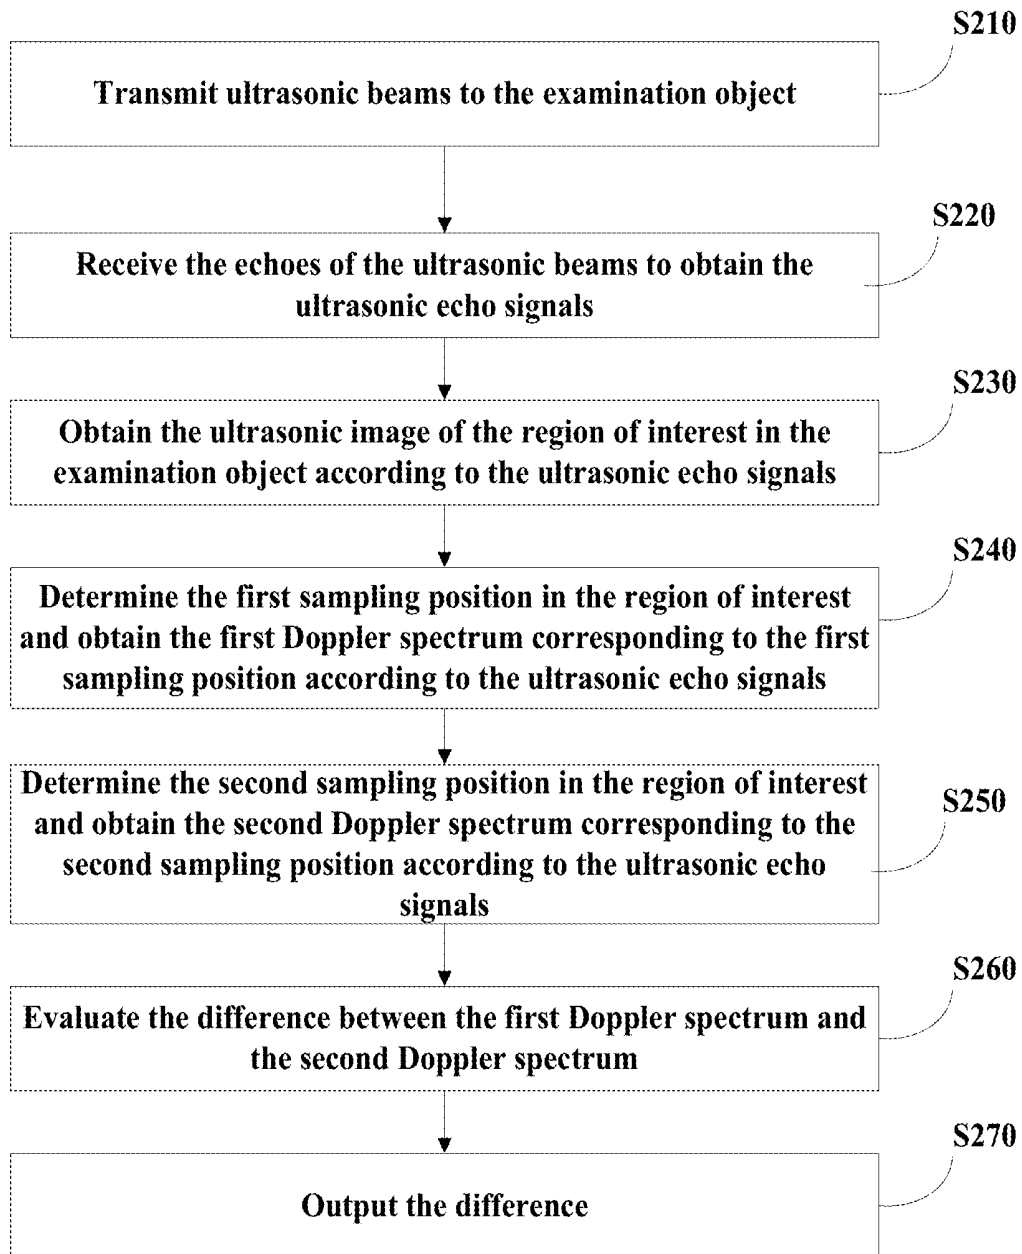 S210
Transmit ultrasonic beams to the examination object
S220
Receive the echoes of the ultrasonic beams to obtain the
ultrasonic echo signals
S230
Obtain the ultrasonic image of the region of interest in the
examination object according to the ultrasonic echo signals
S240
Determine the first sampling position in the region of interest
and obtain the first Doppler spectrum corresponding to the first
sampling position according to the ultrasonic echo signals
S250
Determine the second sampling position in the region of interest
and obtain the second Doppler spectrum corresponding to the
second sampling position according to the ultrasonic echo
signals
S260
Evaluate the difference between the first Doppler spectrum and
the second Doppler spectrum
S270
Output the difference